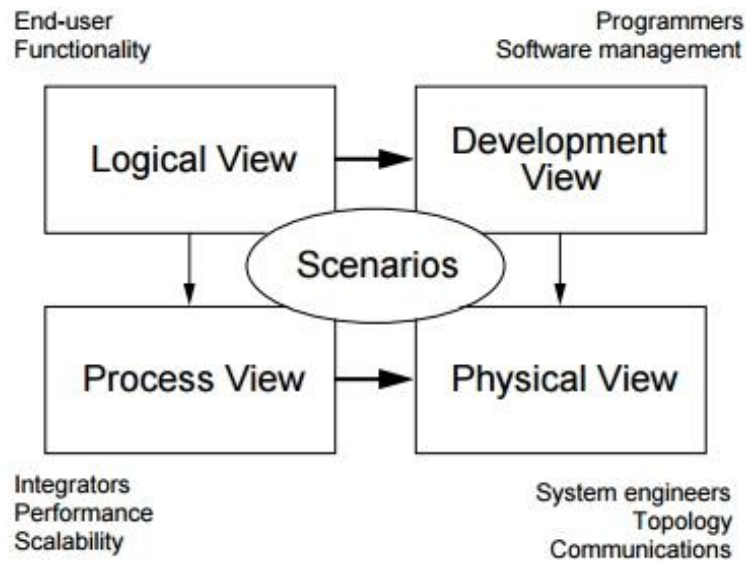 End-user
Functionality
Programmers
Software management
Logical View
Development
View
Scenarios
Process View
Physical View
Integrators
Performance
Scalability
System engineers
Topology
Communications